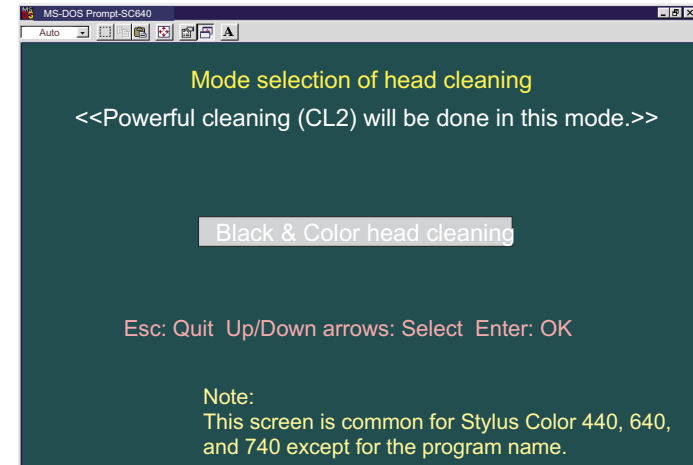 MS-DOS Prompt-SC640
Auto
Mode selection of head cleaning
<<Powerful cleaning (CL2) will be done in this mode.>>
Black & Color head cleaning
Esc: Quit Up/Down arrows: Select Enter: OK
Note:
This screen is common for Stylus Color 440, 640,
and 740 except for the program name.